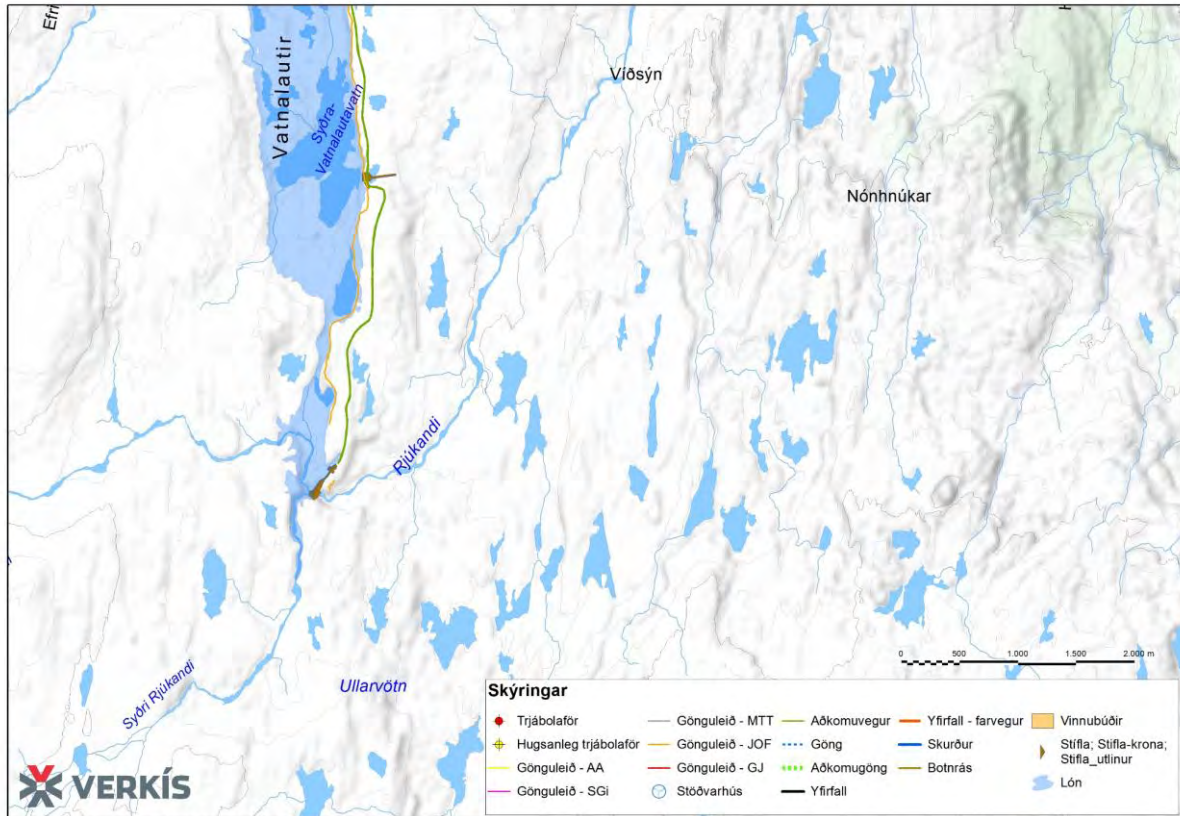 Efri
Vatnalautir
Syðra-
Vatnalautavatn
Víðsýn
Nónhnúkar
Rjúkandi
Syðri Rjúkandi
Ullarvötn
0 500 1.000 1.500 2.000 m
Skýringar
Trjábolaför
Hugsanleg trjábolaför
Gönguleið - AA
Gönguleið - SGi
Gönguleið - MTT
Gönguleið - JOF
Gönguleið - GJ
Stöðvarhús
Aðkomuvegur
Göng
Aðkomugöng
Yfirfall
Yfirfall - farvegur
Skurður
Botnrás
Vinnubúðir
Stífla; Stifla-krona;
Stifla_utlinur
Lón
VERKÍS